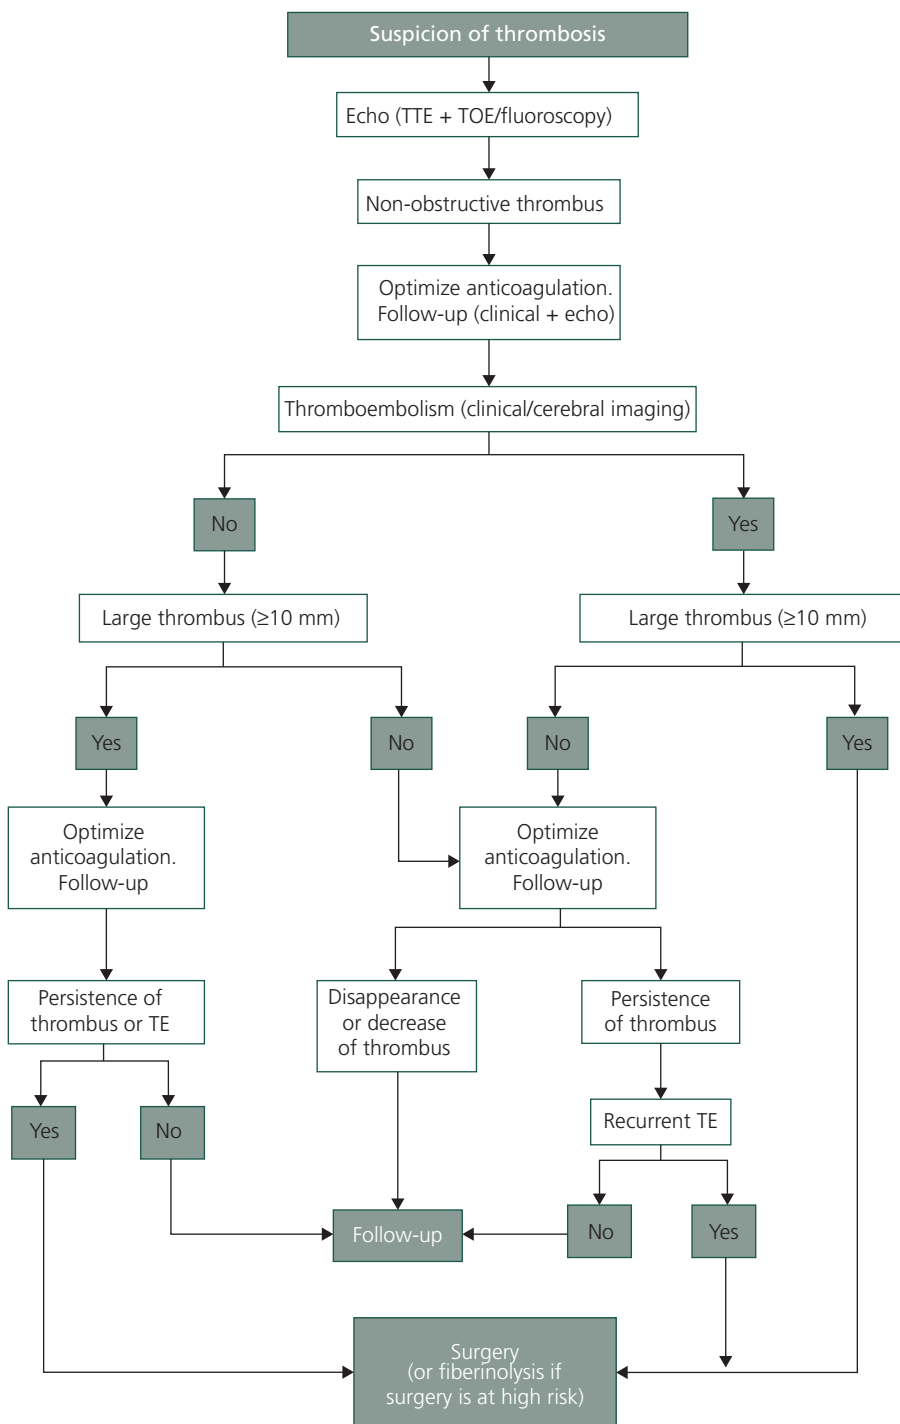 Suspicion of thrombosis
Echo (TTE + TOE/fluoroscopy)
Non-obstructive thrombus
Optimize anticoagulation.
Follow-up (clinical + echo)
Thromboembolism (clinical/cerebral imaging)
No
Yes
Large thrombus (≥10 mm)
Large thrombus (≥10 mm)
Yes
No
No
Yes
Optimize
anticoagulation.
Follow-up
Optimize
anticoagulation.
Follow-up
Persistence of
thrombus or TE
Disappearance
or decrease
of thrombus
Persistence
of thrombus
Yes
No
Recurrent TE
Follow-up
No
Yes
Surgery
(or fiberinolysis if
surgery is at high risk)